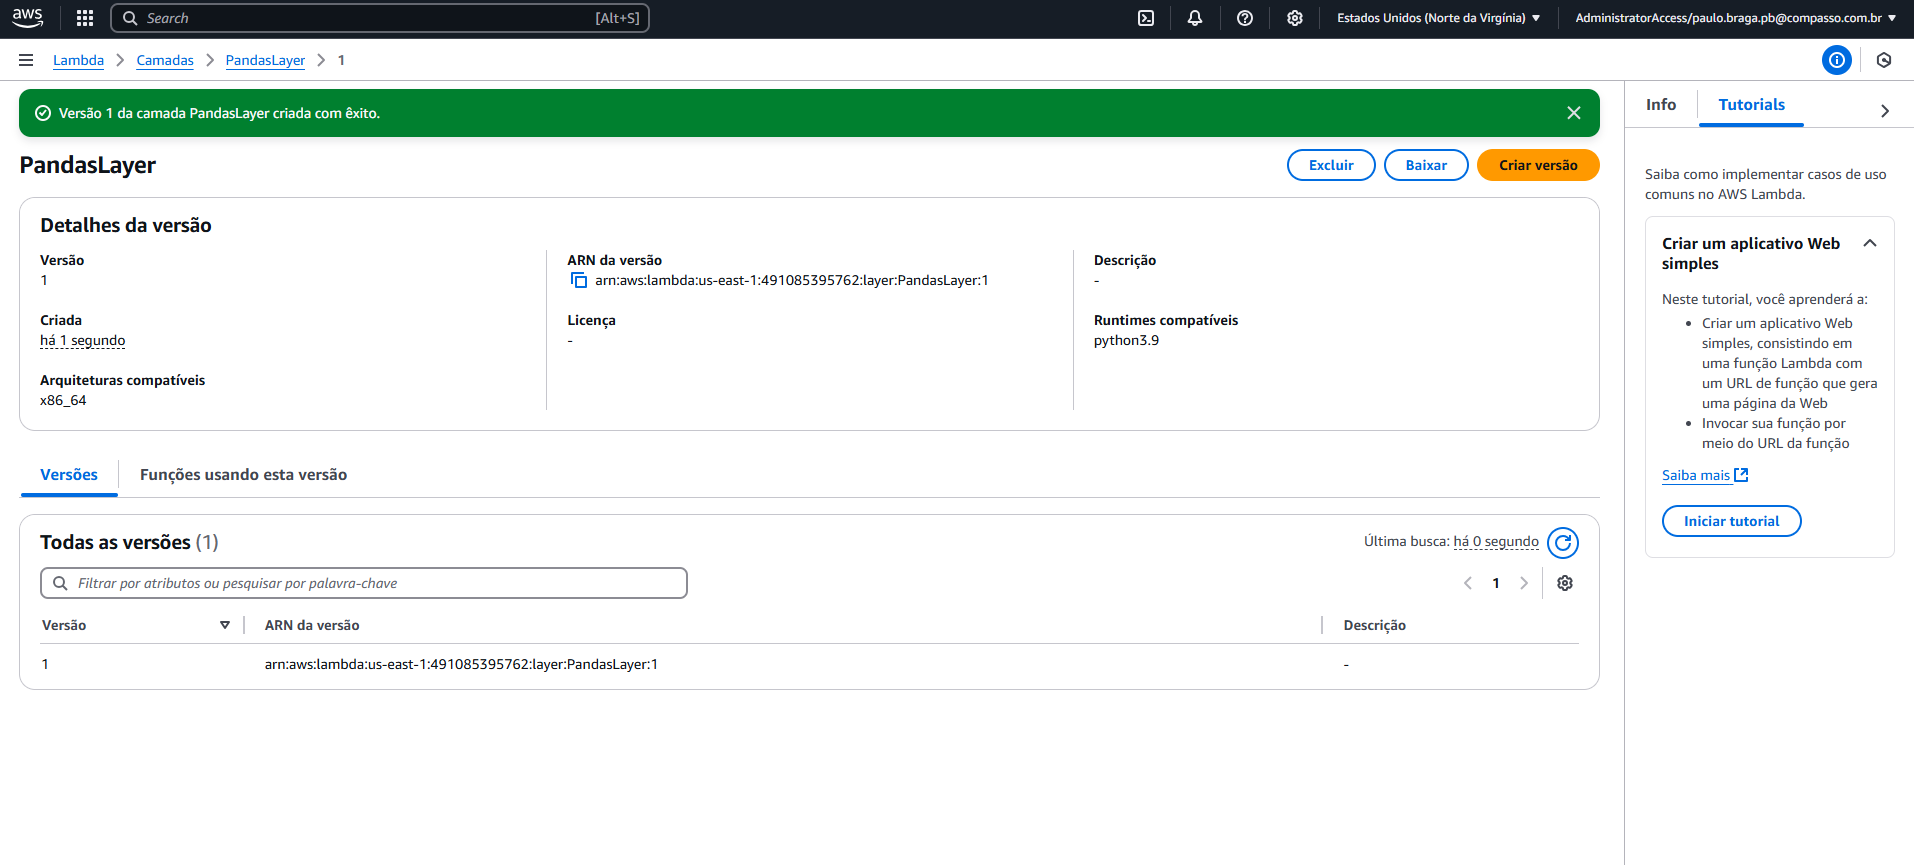 aws
Search [Alt+S]
Estados Unidos (Norte da Virgínia)
AdministratorAccess/paulo.braga.pb@compasso.com.br
Lambda
Camadas
PandasLayer
1
Versão 1 da camada PandasLayer criada com êxito.
PandasLayer
Excluir
Baixar
Criar versão
Detalhes da versão
Versão
1
Criada
há 1 segundo
Arquiteturas compatíveis
x86_64
ARN da versão
arn:aws:lambda:us-east-1:491085395762:layer:PandasLayer:1
Licença
-
Descrição
-
Runtimes compatíveis
python3.9
Versões
Funções usando esta versão
Todas as versões (1)
Última busca: há 0 segundo
Filtrar por atributos ou pesquisar por palavra-chave
1
Versão
ARN da versão
Descrição
1
arn:aws:lambda:us-east-1:491085395762:layer:PandasLayer:1
-
Info
Tutorials
Saiba como implementar casos de uso
comuns no AWS Lambda.
Criar um aplicativo Web
simples
Neste tutorial, você aprenderá a:
• Criar um aplicativo Web
simples, consistindo em
uma função Lambda com
um URL de função que gera
uma página da Web
• Invocar sua função por
meio do URL da função
Saiba mais
Iniciar tutorial